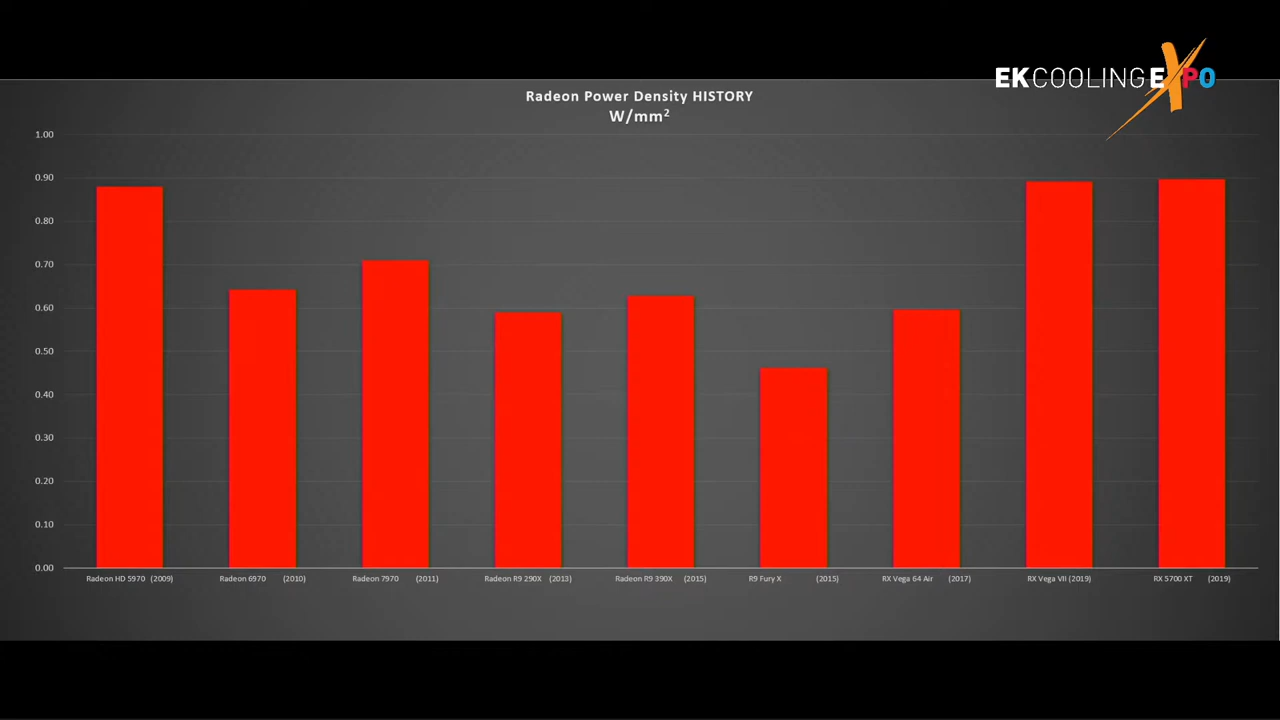 EKCOOLINGEXPO
Radeon Power Density HISTORY
W/mm²
1.00
0.90
0.80
0.70
0.60
0.50
0.40
0.30
0.20
0.10
0.00
Radeon HD 5970 (2009)
Radeon 6970 (2010)
Radeon 7970 (2011)
Radeon R9 290X (2013)
Radeon R9 390X (2015)
R9 Fury X (2015)
RX Vega 64 Air (2017)
RX Vega VII (2019)
RX 5700 XT (2019)